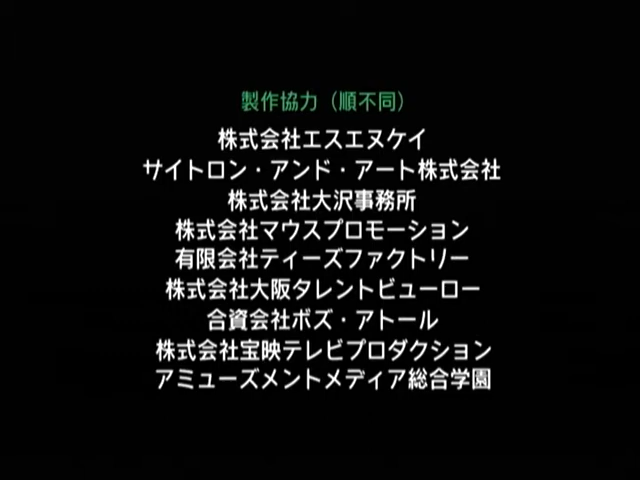 製作協力（順不同）
株式会社エスエヌケイ
サイトロン・アンド・アート株式会社
株式会社大沢事務所
株式会社マウスプロモーション
有限会社ティーズファクトリー
株式会社大阪タレントビューロー
合資会社ボズ・アトール
株式会社宝映テレビプロダクション
アミューズメントメディア総合学園